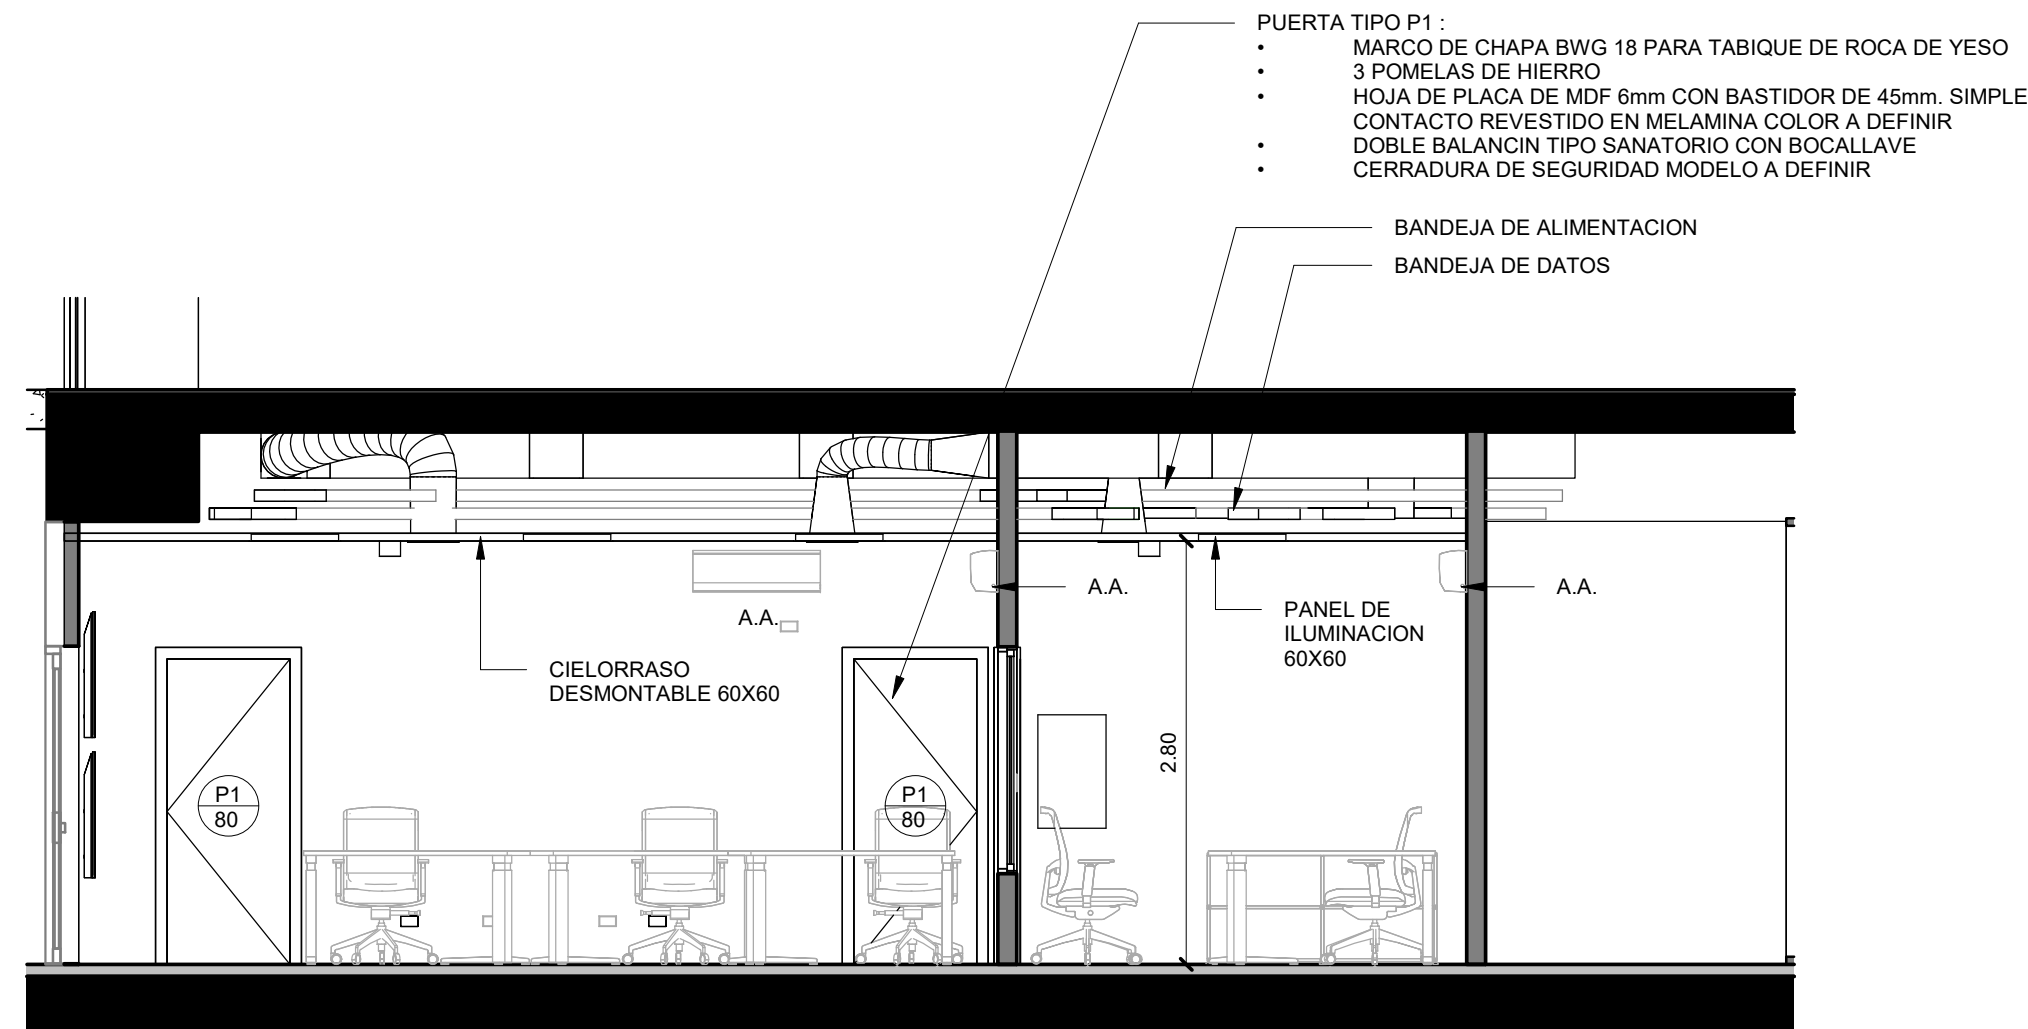 PUERTA TIPO P1 :
• MARCO DE CHAPA BWG 18 PARA TABIQUE DE ROCA DE YESO
• 3 POMELAS DE HIERRO
• HOJA DE PLACA DE MDF 6mm CON BASTIDOR DE 45mm. SIMPLE
CONTACTO REVESTIDO EN MELAMINA COLOR A DEFINIR
• DOBLE BALANCIN TIPO SANATORIO CON BOCALLAVE
• CERRADURA DE SEGURIDAD MODELO A DEFINIR
BANDEJA DE ALIMENTACION
BANDEJA DE DATOS
A.A.
A.A.
A.A.
PANEL DE
ILUMINACION
60X60
CIELORRASO
DESMONTABLE 60X60
2.80
P1
80
P1
80